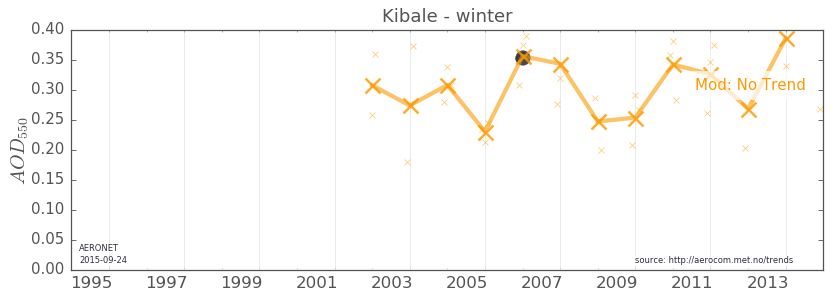 Kibale - winter
0.40
0.35
0.30
0.25
0.20
0.15
0.10
0.05
0.00
AOD550
Mod: No Trend
AERONET
2015-09-24
source: http://aerocom.met.no/trends
1995 1997 1999 2001 2003 2005 2007 2009 2011 2013